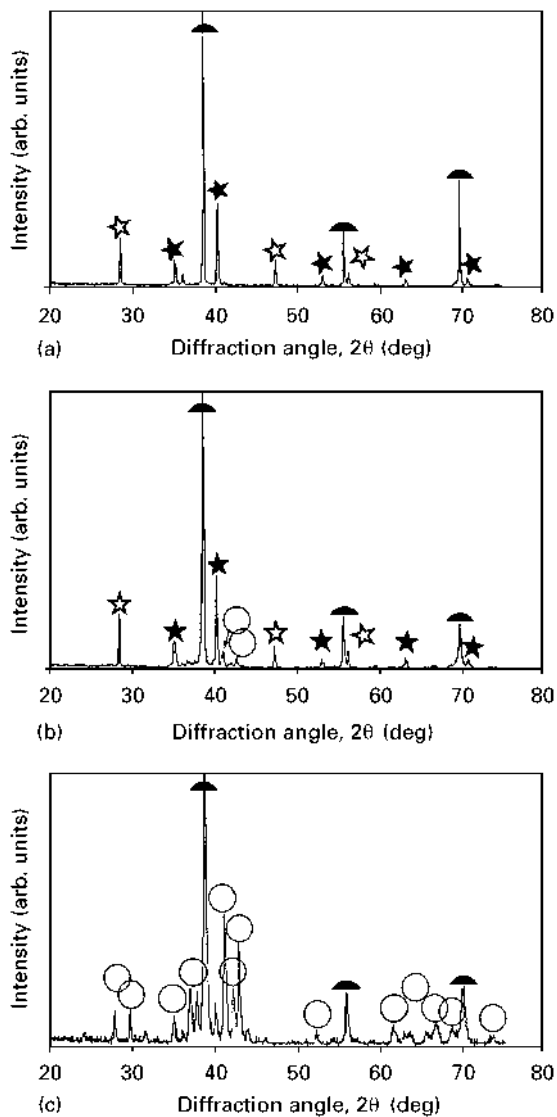 Intensity (arb. units)
20 30 40 50 60 70 80
(a) Diffraction angle, 2θ (deg)
Intensity (arb. units)
20 30 40 50 60 70 80
(b) Diffraction angle, 2θ (deg)
Intensity (arb. units)
20 30 40 50 60 70 80
(c) Diffraction angle, 2θ (deg)